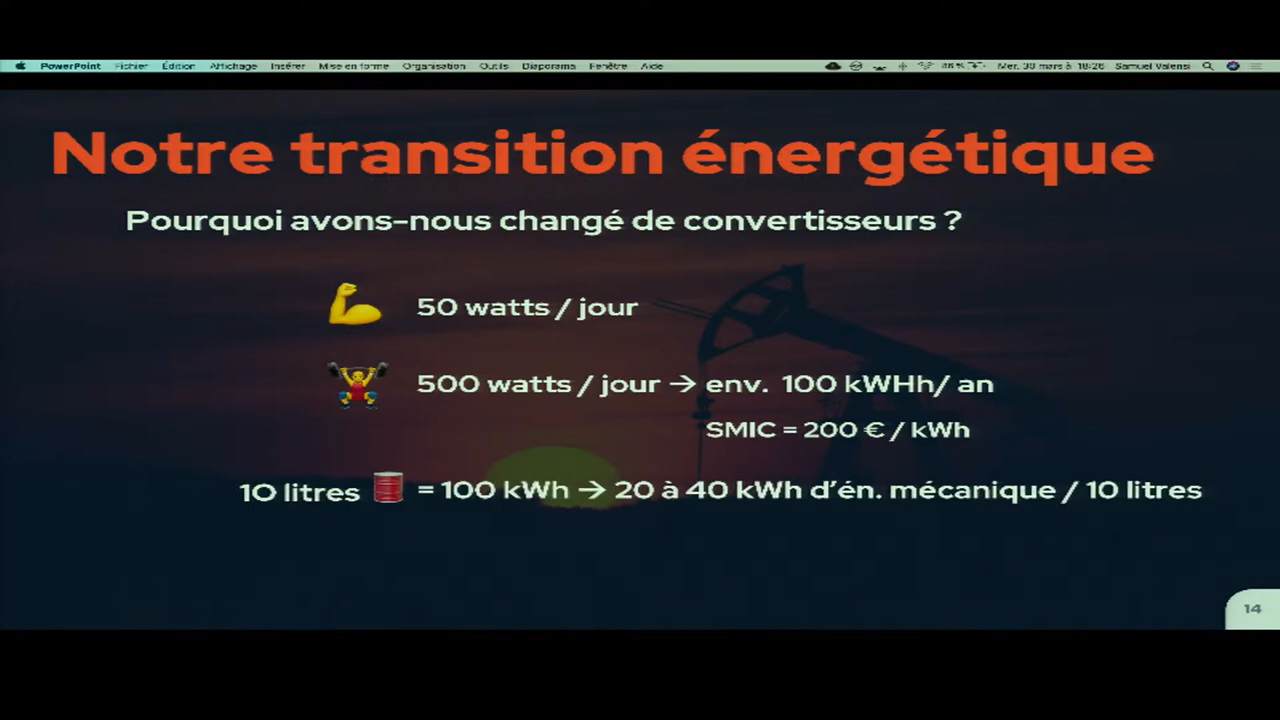 PowerPoint Fichier Édition Affichage Insérer Mise en forme Organisation Outils Diaporama Fenêtre Aide Mer. 30 mars à 18:26 Samuel Valensi
Notre transition énergétique
Pourquoi avons-nous changé de convertisseurs ?
50 watts / jour
500 watts / jour → env. 100 kWHh/ an
SMIC = 200 € / kWh
10 litres = 100 kWh → 20 à 40 kWh d'én. mécanique / 10 litres
14